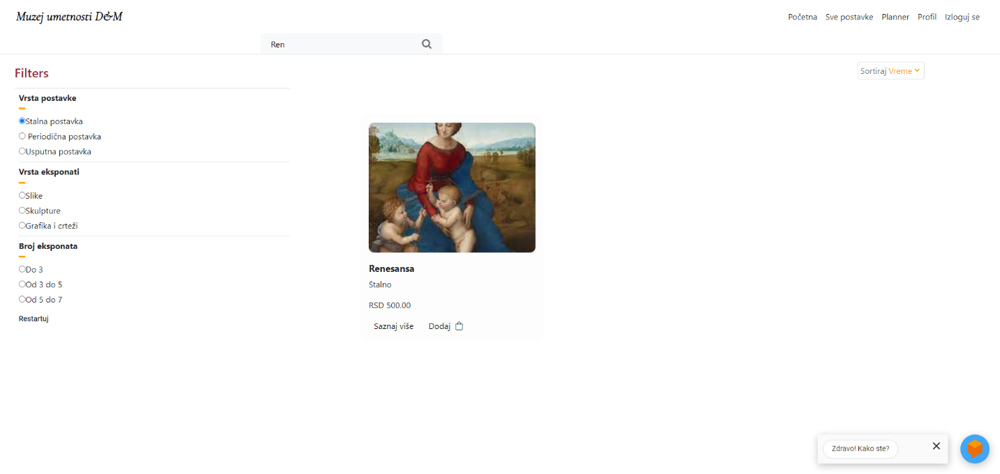 Muzej umetnosti D&M
Početna Sve postavke Planner Profil Izloguj se
Ren
Filters
Sortiraj Vreme
Vrsta postavke
Stalna postavka
Periodična postavka
Usputna postavka
Vrsta eksponati
Slike
Skulpture
Grafika i crteži
Broj eksponata
Do 3
Od 3 do 5
Od 5 do 7
Restartuj
Renesansa
Stalno
RSD 500.00
Saznaj više Dodaj
Zdravo! Kako ste?